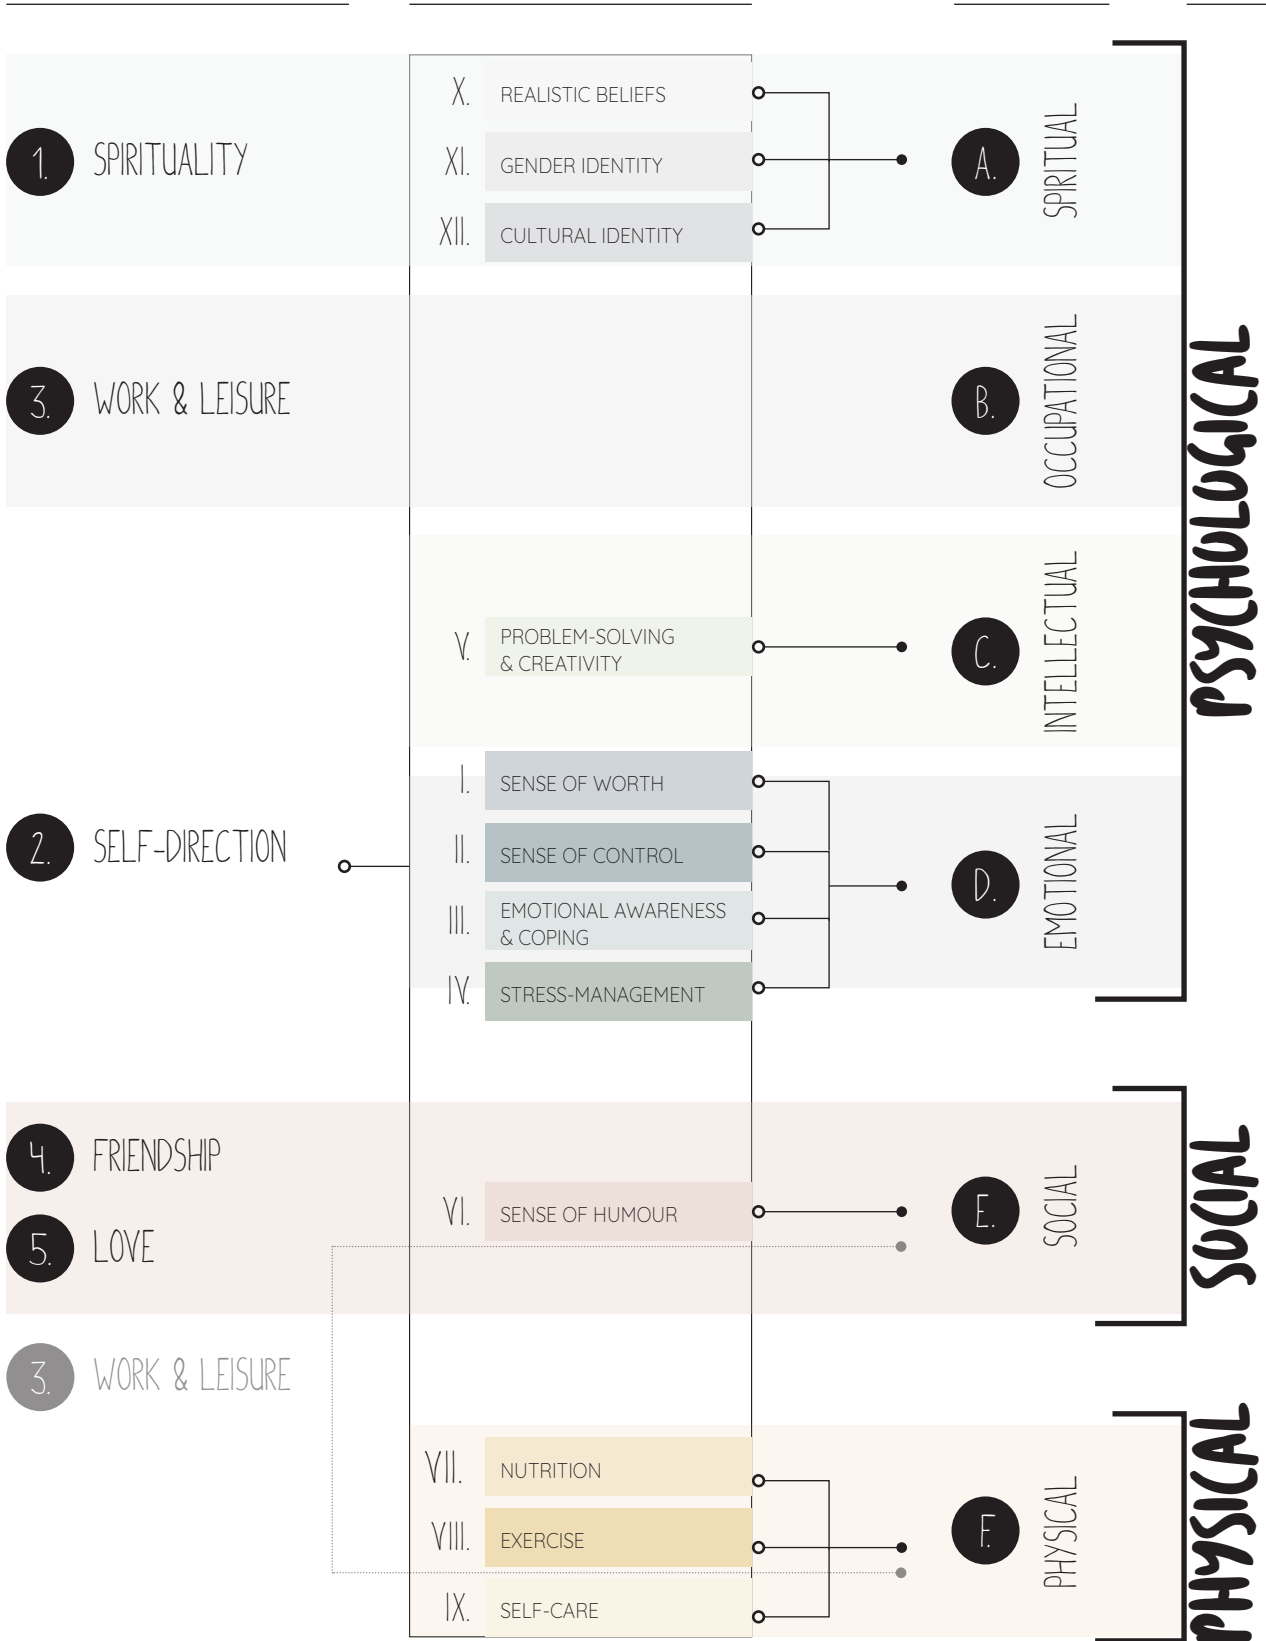 X. REALISTIC BELIEFS
1. SPIRITUALITY
XI. GENDER IDENTITY
A. SPIRITUAL
XII. CULTURAL IDENTITY
3. WORK & LEISURE
B. OCCUPATIONAL
V. PROBLEM-SOLVING
& CREATIVITY
C. INTELLECTUAL
PSYCHOLOGICAL
I. SENSE OF WORTH
2. SELF-DIRECTION
II. SENSE OF CONTROL
III. EMOTIONAL AWARENESS
& COPING
D. EMOTIONAL
IV. STRESS-MANAGEMENT
4. FRIENDSHIP
VI. SENSE OF HUMOUR
E. SOCIAL
SOCIAL
5. LOVE
3. WORK & LEISURE
VII. NUTRITION
VIII. EXERCISE
F. PHYSICAL
PHYSICAL
IX. SELF-CARE